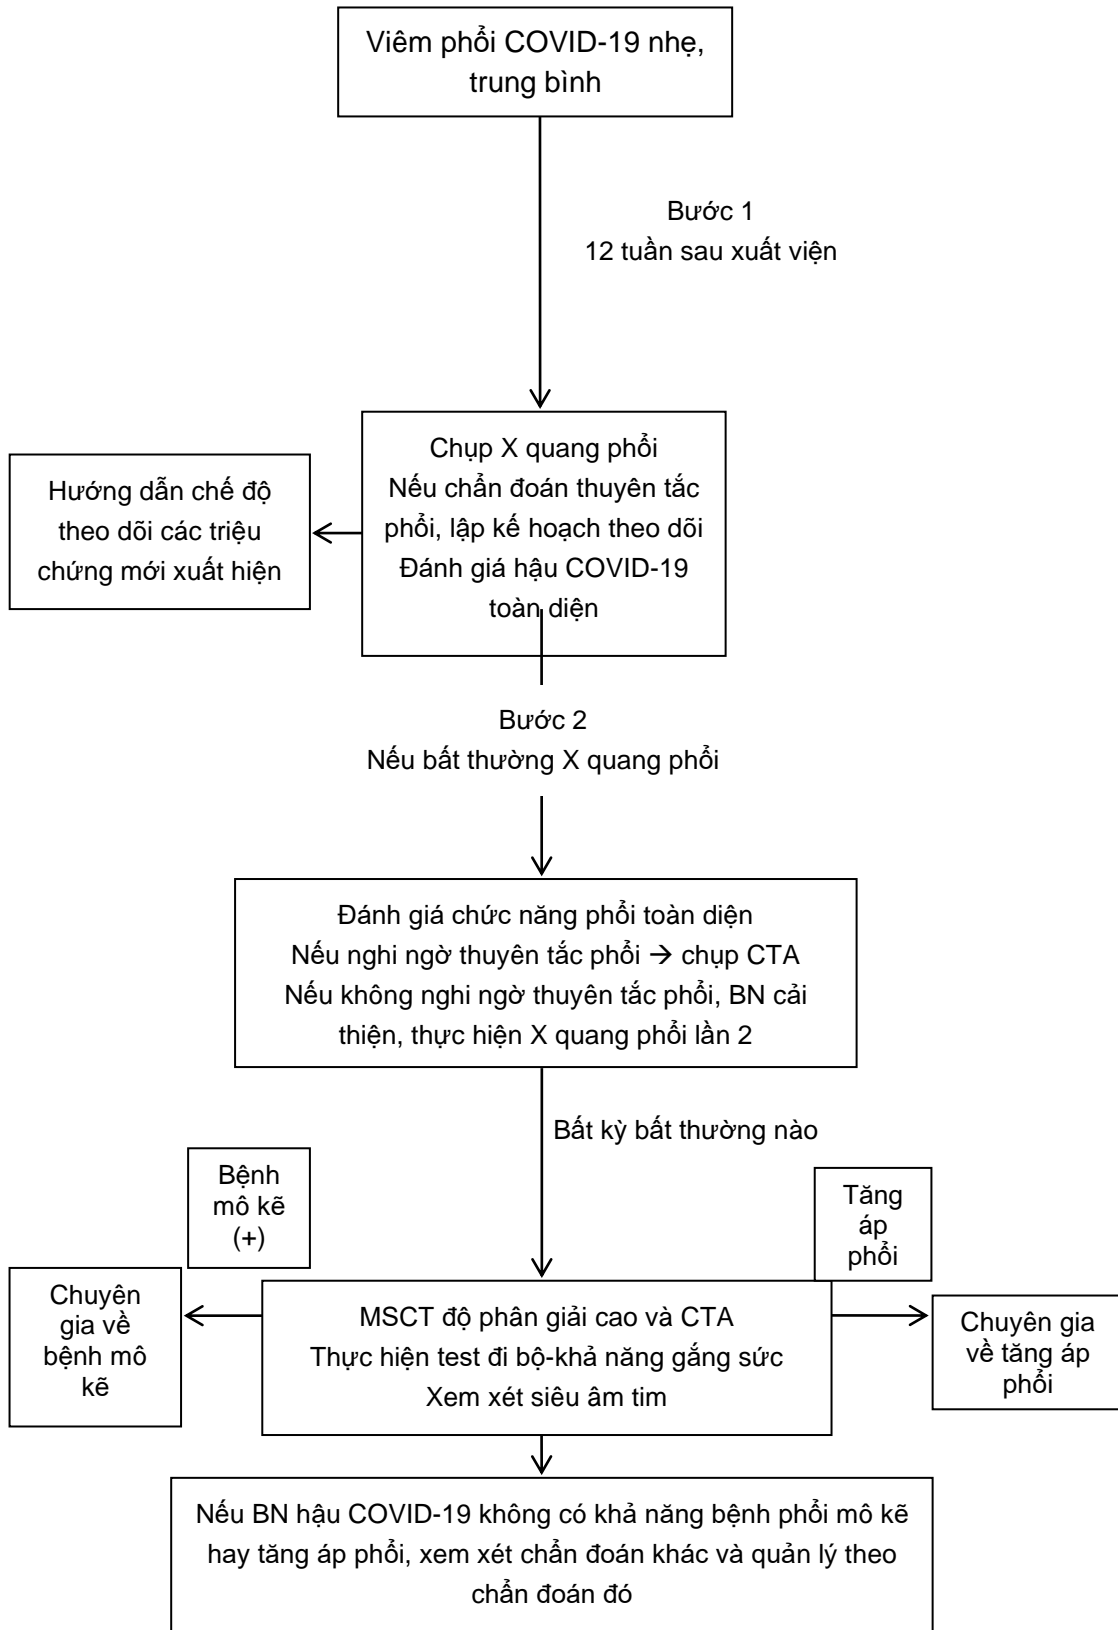 Viêm phổi COVID-19 nhẹ,
trung bình
Bước 1
12 tuần sau xuất viện
Chụp X quang phổi
Nếu chẩn đoán thuyên tắc
phổi, lập kế hoạch theo dõi
Đánh giá hậu COVID-19
toàn diện
Hướng dẫn chế độ
theo dõi các triệu
chứng mới xuất hiện
Bước 2
Nếu bất thường X quang phổi
Đánh giá chức năng phổi toàn diện
Nếu nghi ngờ thuyên tắc phổi → chụp CTA
Nếu không nghi ngờ thuyên tắc phổi, BN cải
thiện, thực hiện X quang phổi lần 2
Bất kỳ bất thường nào
Bệnh
mô kẽ
(+)
Tăng
áp
phổi
Chuyên
gia về
bệnh mô
kẽ
MSCT độ phân giải cao và CTA
Thực hiện test đi bộ-khả năng gắng sức
Xem xét siêu âm tim
Chuyên gia
về tăng áp
phổi
Nếu BN hậu COVID-19 không có khả năng bệnh phổi mô kẽ
hay tăng áp phổi, xem xét chẩn đoán khác và quản lý theo
chẩn đoán đó